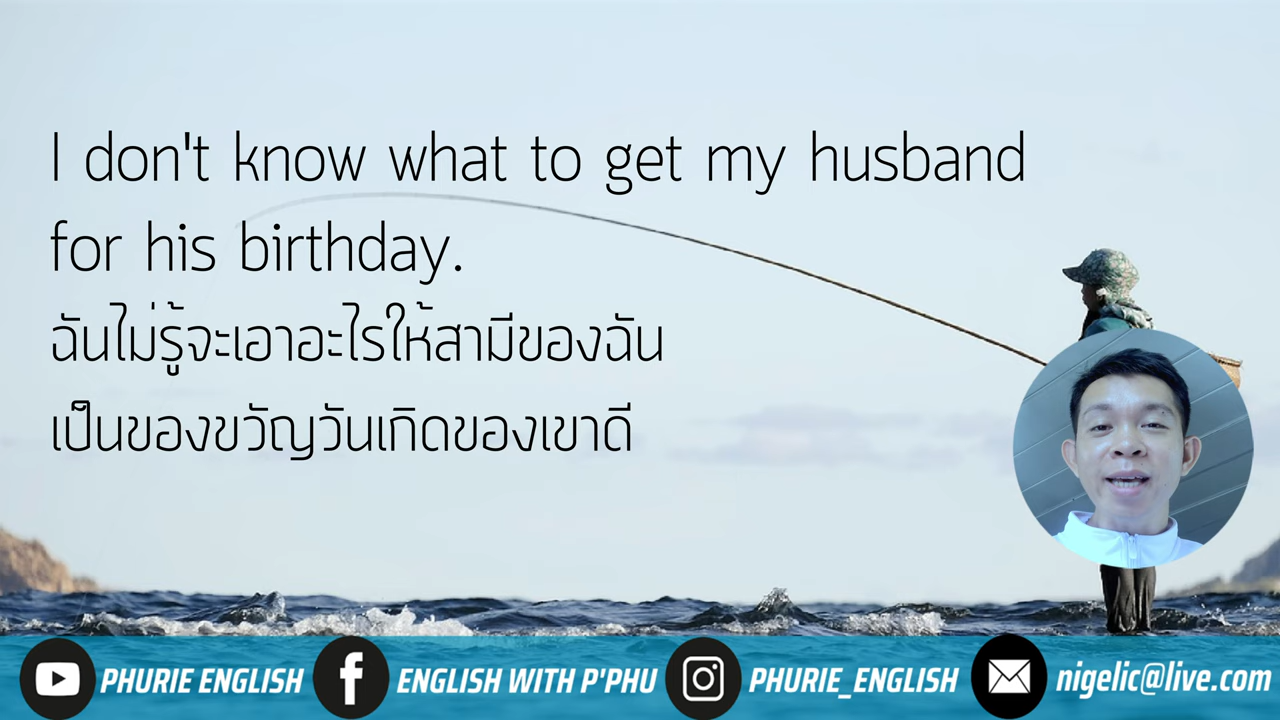 I don't know what to get my husband
for his birthday.
ฉันไม่รู้จะเอาอะไรให้สามีของฉัน
เป็นของขวัญวันเกิดของเขาดี
PHURIE ENGLISH ENGLISH WITH P'PHU PHURIE_ENGLISH nigelic@live.com